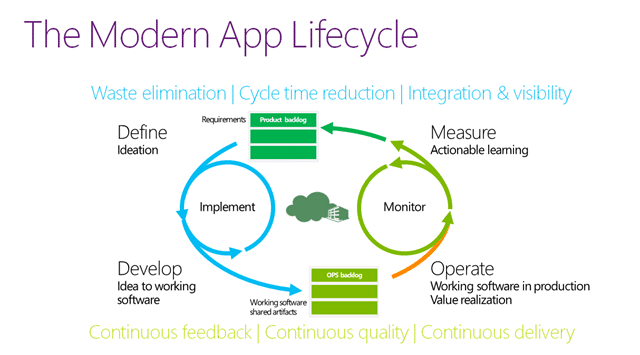 The Modern App Lifecycle
Waste elimination | Cycle time reduction | Integration & visibility
Requirements
Product backlog
Define
Ideation
Measure
Actionable learning
Implement
Monitor
Develop
Idea to working
software
OPS backlog
Working software
shared artifacts
Operate
Working software in production
Value realization
Continuous feedback | Continuous quality | Continuous delivery